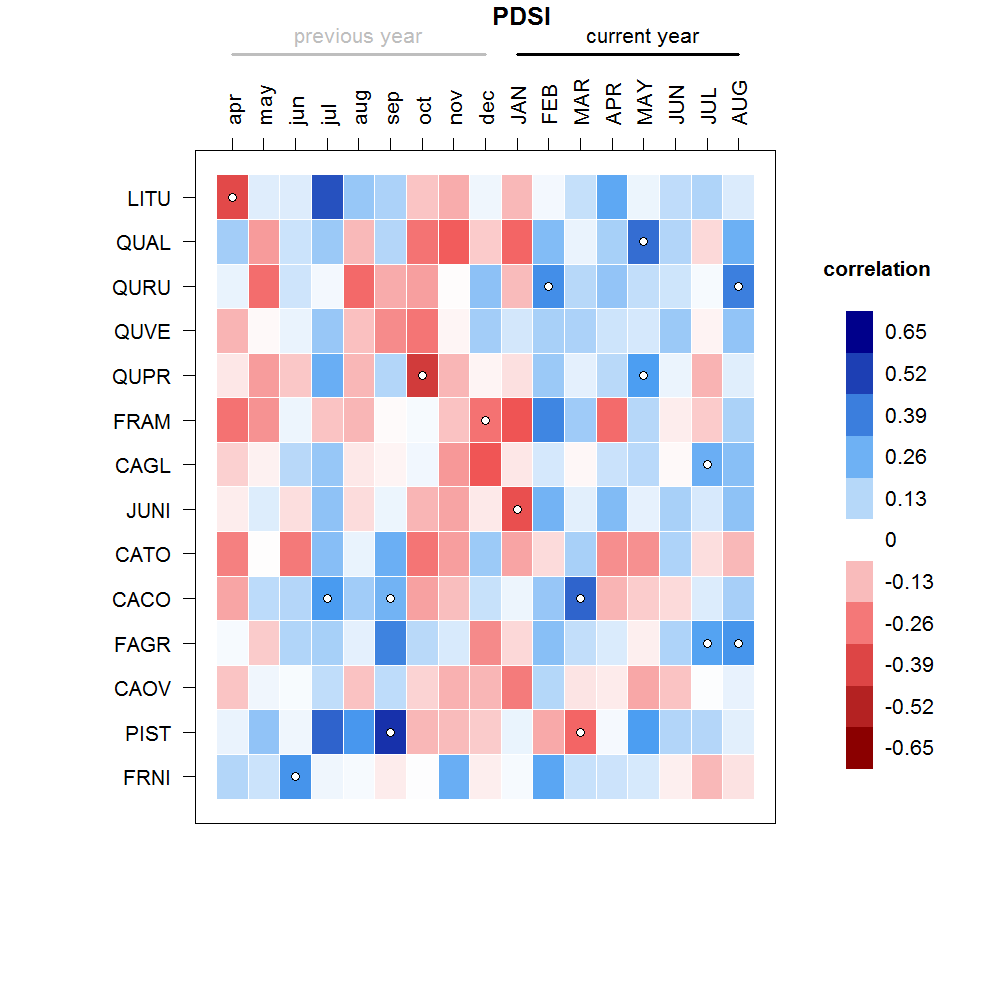 PDSI
previous year current year
apr may jun jul aug sep oct nov dec JAN FEB MAR APR MAY JUN JUL AUG
LITU
QUAL
QURU
QUVE
QUPR
FRAM
CAGL
JUNI
CATO
CACO
FAGR
CAOV
PIST
FRNI
correlation
0.65
0.52
0.39
0.26
0.13
0
-0.13
-0.26
-0.39
-0.52
-0.65